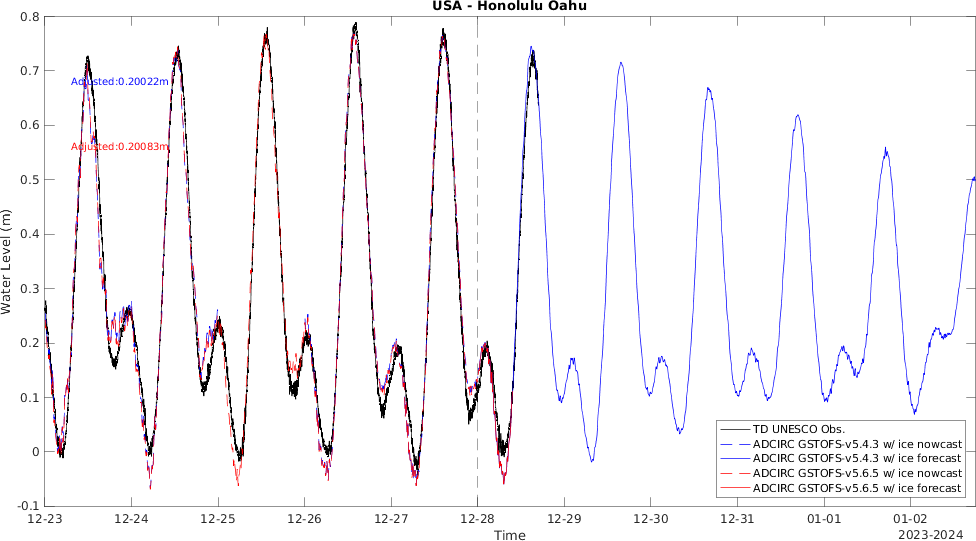 USA - Honolulu Oahu
Water Level (m)
0.8
0.7
0.6
0.5
0.4
0.3
0.2
0.1
0
-0.1
Adjusted:0.20022m
Adjusted:0.20083m
TD UNESCO Obs.
ADCIRC GSTOFS-v5.4.3 w/ ice nowcast
ADCIRC GSTOFS-v5.4.3 w/ ice forecast
ADCIRC GSTOFS-v5.6.5 w/ ice nowcast
ADCIRC GSTOFS-v5.6.5 w/ ice forecast
12-23 12-24 12-25 12-26 12-27 12-28 12-29 12-30 12-31 01-01 01-02
Time
2023-2024